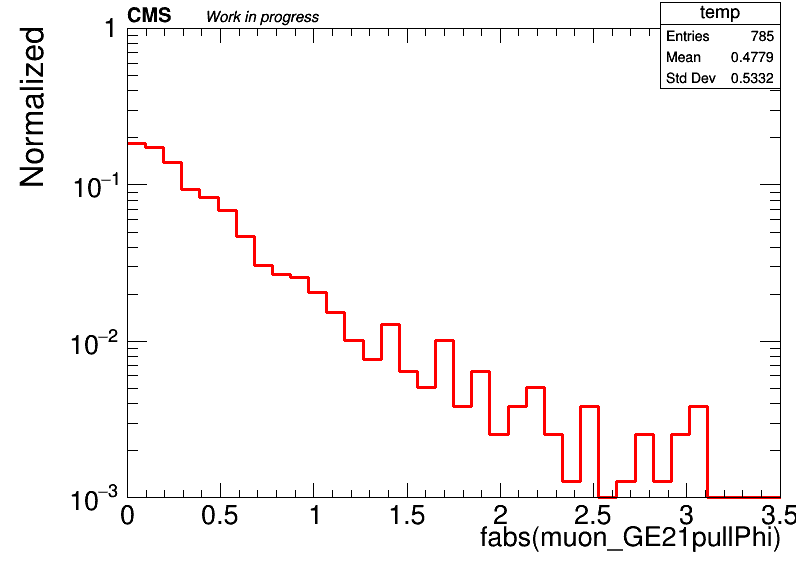 CMS Work in progress
temp
Entries 785
Mean 0.4779
Std Dev 0.5332
Normalized
1
10−1
10−2
10−3
0 0.5 1 1.5 2 2.5 3 3.5
fabs(muon_GE21pullPhi)